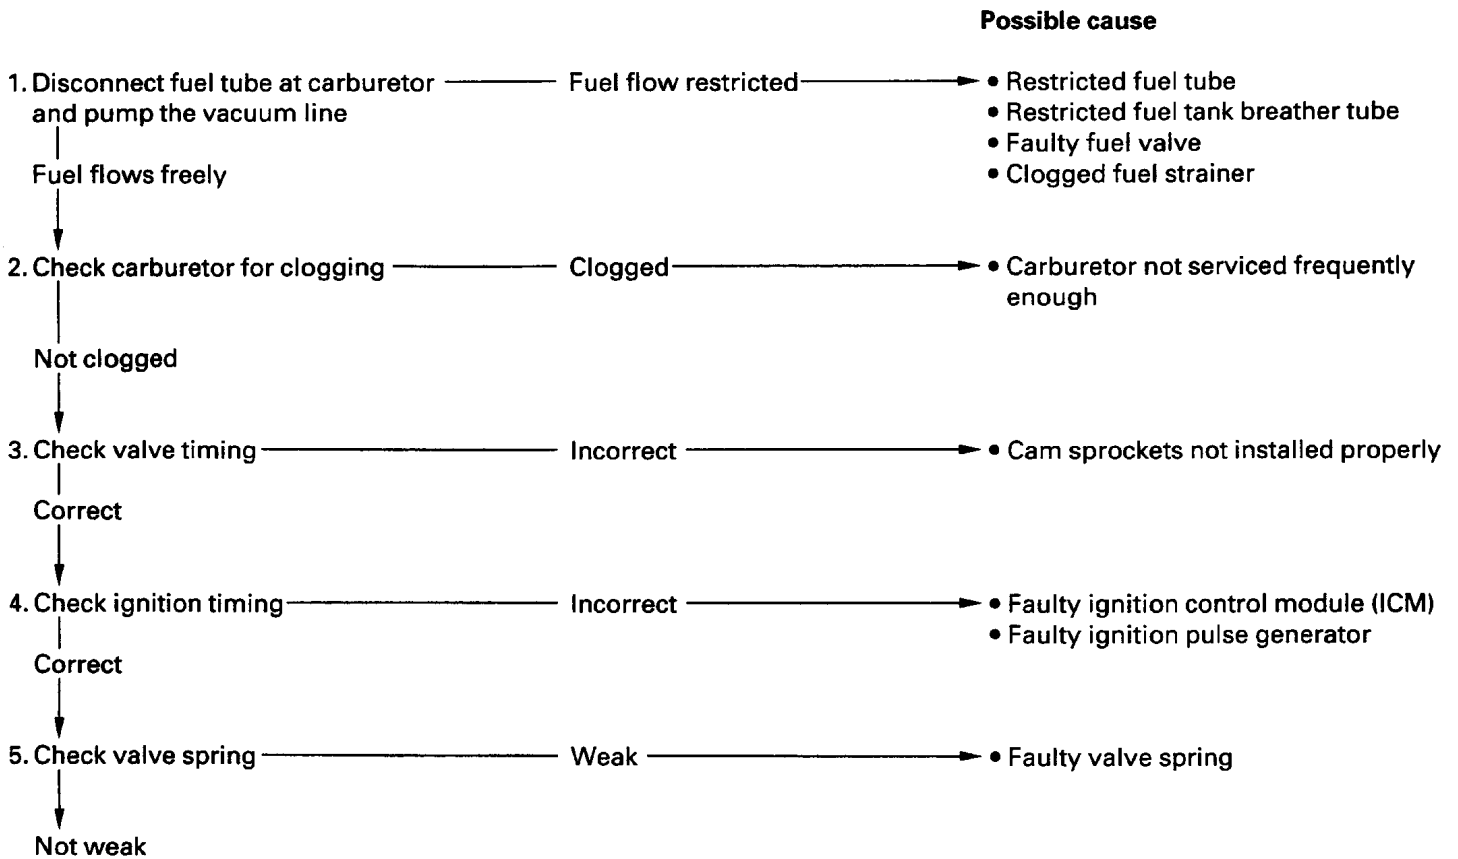 Possible cause
1. Disconnect fuel tube at carburetor
and pump the vacuum line
Fuel flow restricted
• Restricted fuel tube
• Restricted fuel tank breather tube
• Faulty fuel valve
• Clogged fuel strainer
Fuel flows freely
2. Check carburetor for clogging
Clogged
• Carburetor not serviced frequently
enough
Not clogged
3. Check valve timing
Incorrect
• Cam sprockets not installed properly
Correct
4. Check ignition timing
Incorrect
• Faulty ignition control module (ICM)
• Faulty ignition pulse generator
Correct
5. Check valve spring
Weak
• Faulty valve spring
Not weak